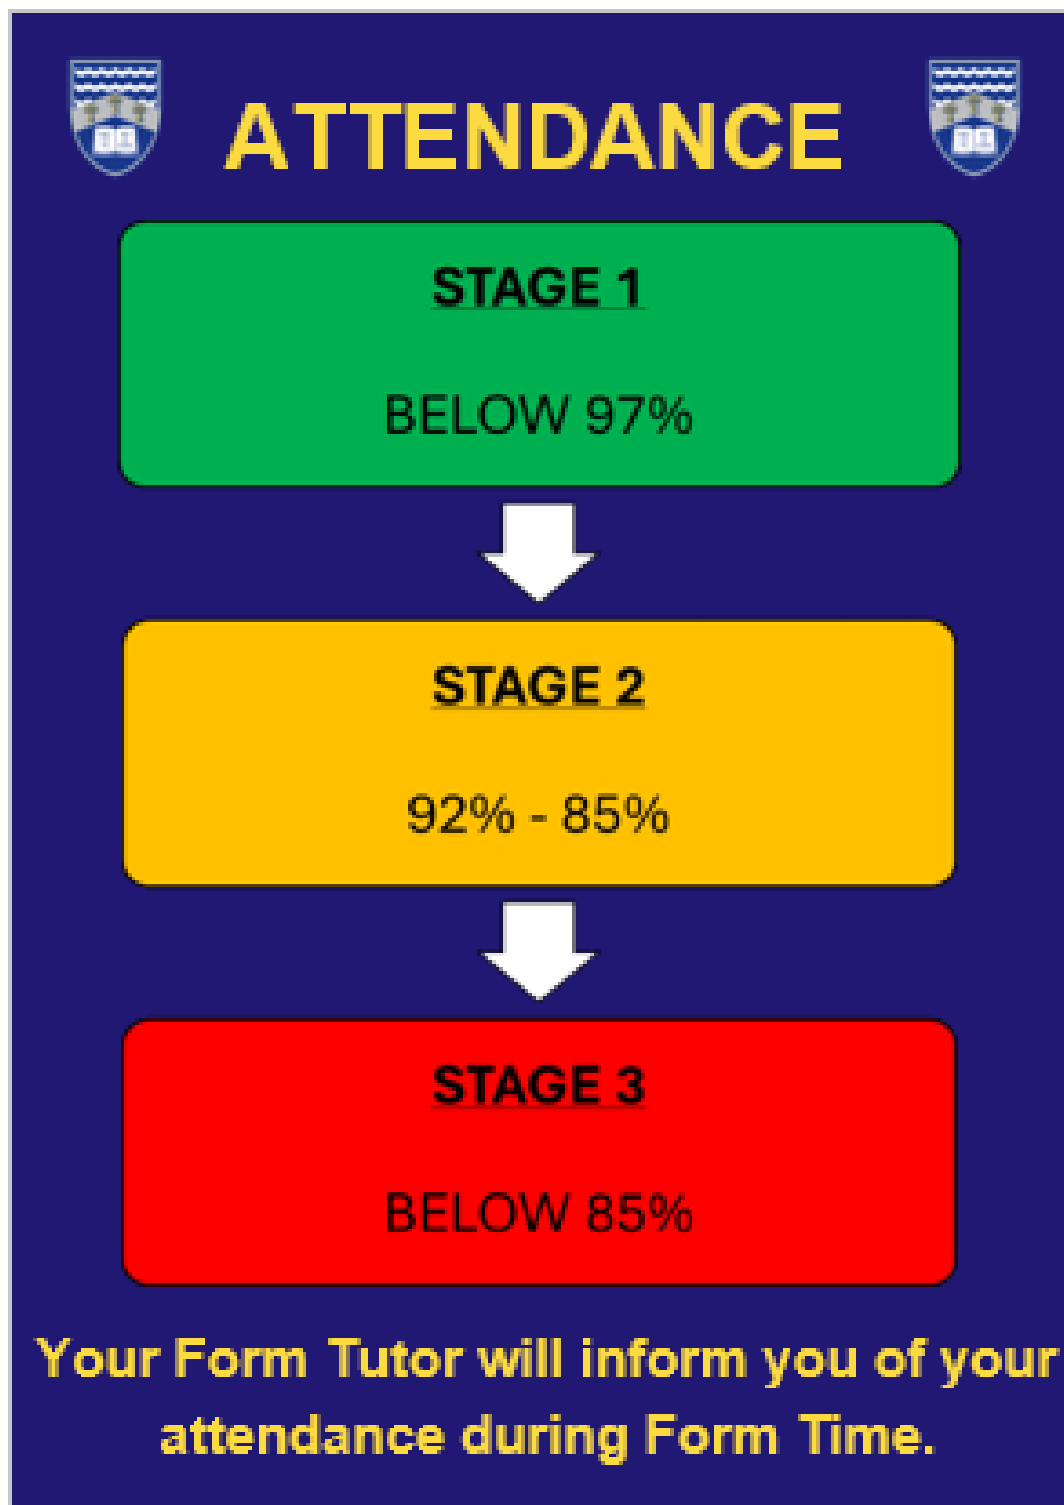 ATTENDANCE
STAGE 1
BELOW 97%
STAGE 2
92% - 85%
STAGE 3
BELOW 85%
Your Form Tutor will inform you of your
attendance during Form Time.